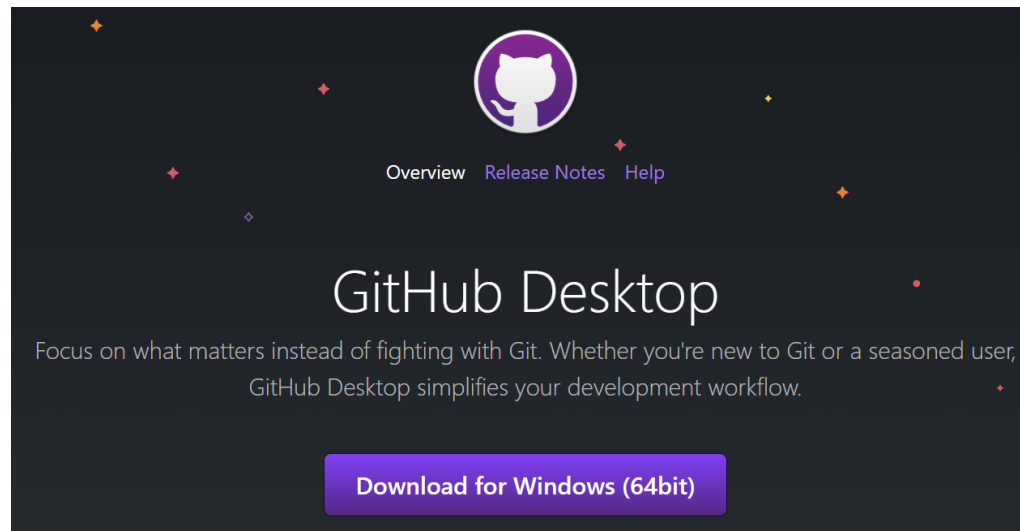 Overview Release Notes Help
GitHub Desktop
Focus on what matters instead of fighting with Git. Whether you're new to Git or a seasoned user,
GitHub Desktop simplifies your development workflow.
Download for Windows (64bit)